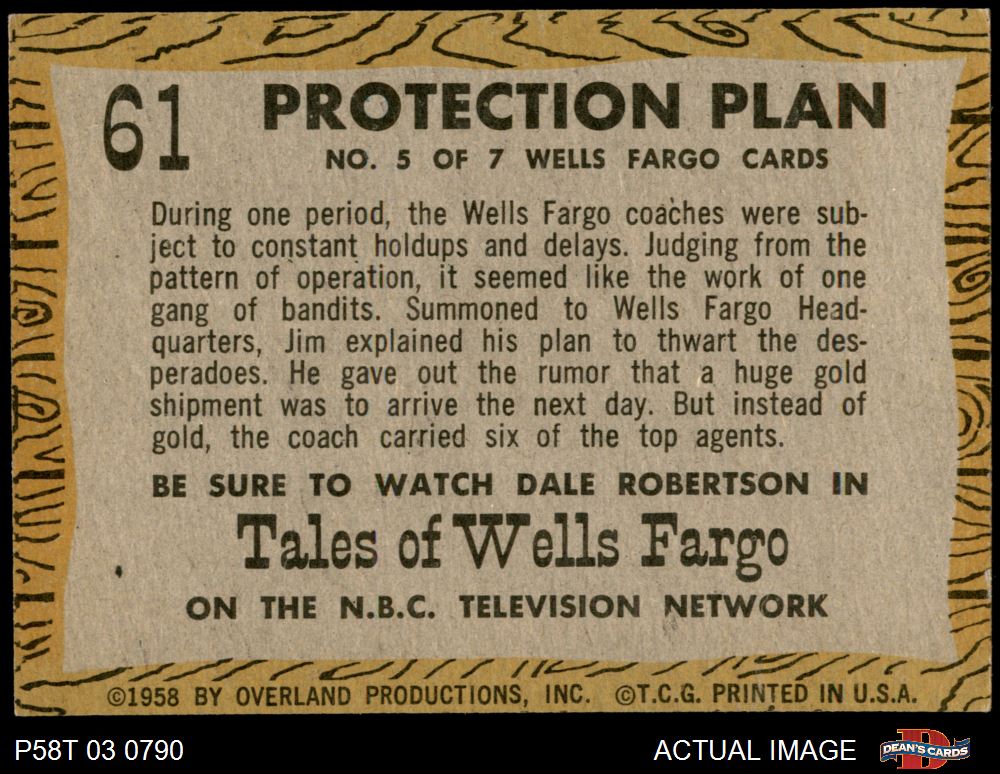 61
PROTECTION PLAN
NO. 5 OF 7 WELLS FARGO CARDS
During one period, the Wells Fargo coaches were sub-
ject to constant holdups and delays. Judging from the
pattern of operation, it seemed like the work of one
gang of bandits. Summoned to Wells Fargo Head-
quarters, Jim explained his plan to thwart the des-
peradoes. He gave out the rumor that a huge gold
shipment was to arrive the next day. But instead of
gold, the coach carried six of the top agents.
BE SURE TO WATCH DALE ROBERTSON IN
Tales of Wells Fargo
ON THE N.B.C. TELEVISION NETWORK
©1958 BY OVERLAND PRODUCTIONS, INC. ©T.C.G. PRINTED IN U.S.A.
P58T 03 0790 ACTUAL IMAGE DEAN'S CARDS